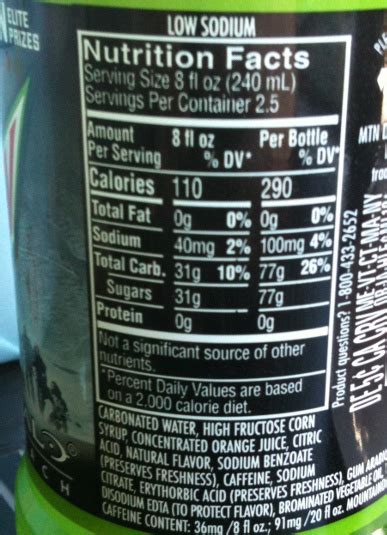 ELITE
PRIZES
LOW SODIUM
Nutrition Facts
Serving Size 8 fl oz (240 mL)
Servings Per Container 2.5
Amount Per Serving 8 fl oz % DV* Per Bottle % DV*
Calories 110 290
Total Fat 0g 0% 0g 0%
Sodium 40mg 2% 100mg 4%
Total Carb. 31g 10% 77g 26%
Sugars 31g 77g
Protein 0g 0g
Not a significant source of other
nutrients.
*Percent Daily Values are based
on a 2,000 calorie diet.
CARBONATED WATER, HIGH FRUCTOSE CORN
SYRUP, CONCENTRATED ORANGE JUICE, CITRIC
ACID, NATURAL FLAVOR, SODIUM BENZOATE
(PRESERVES FRESHNESS), CAFFEINE, SODIUM
CITRATE, ERYTHORBIC ACID (PRESERVES FRESHNESS), GUM ARABIC,
DISODIUM EDTA (TO PROTECT FLAVOR), BROMINATED VEGETABLE OIL,
CAFFEINE CONTENT: 36mg/8 fl oz.; 91mg/20 fl oz. MOUNTAIN
Product questions? 1-800-433-2652
MTN